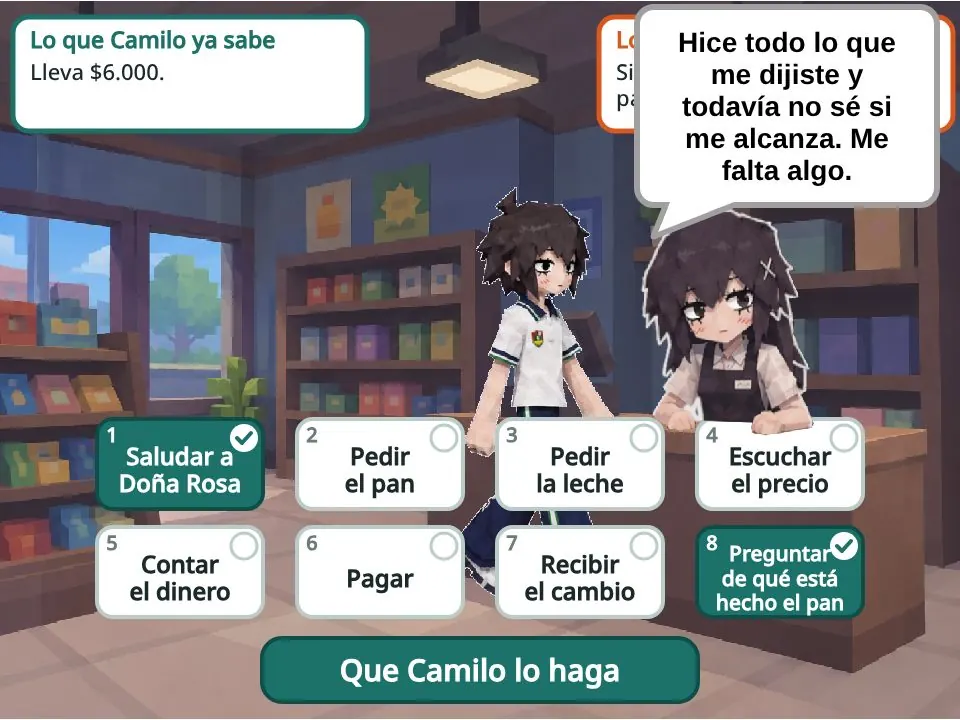 Lo que Camilo ya sabe
Lleva $6.000.
Hice todo lo que
me dijiste y
todavía no sé si
me alcanza. Me
falta algo.
1
Saludar a
Doña Rosa
2
Pedir
el pan
3
Pedir
la leche
4
Escuchar
el precio
5
Contar
el dinero
6
Pagar
7
Recibir
el cambio
8
Preguntar
de qué está
hecho el pan
Que Camilo lo haga